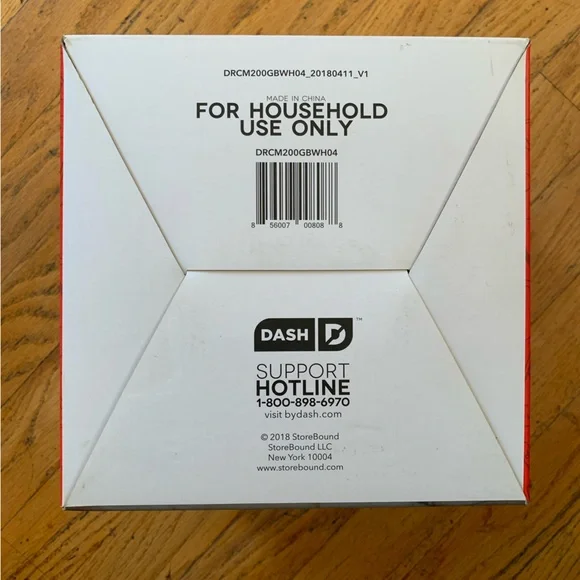 DRCM200GBWH04_20180411_V1
MADE IN CHINA
FOR HOUSEHOLD
USE ONLY
DRCM200GBWH04
8 56007 00808 8
DASH D ™
SUPPORT
HOTLINE
1-800-898-6970
visit bydash.com
© 2018 StoreBound
StoreBound LLC
New York 10004
www.storebound.com